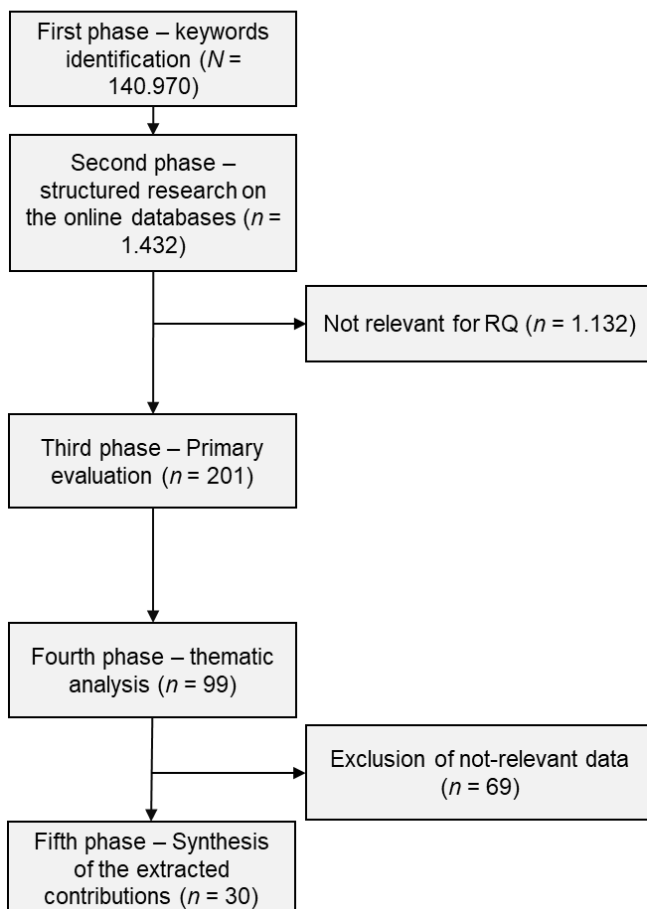 First phase – keywords
identification (N =
140.970)
Second phase –
structured research on
the online databases (n =
1.432)
Not relevant for RQ (n = 1.132)
Third phase – Primary
evaluation (n = 201)
Fourth phase – thematic
analysis (n = 99)
Exclusion of not-relevant data
(n = 69)
Fifth phase – Synthesis
of the extracted
contributions (n = 30)